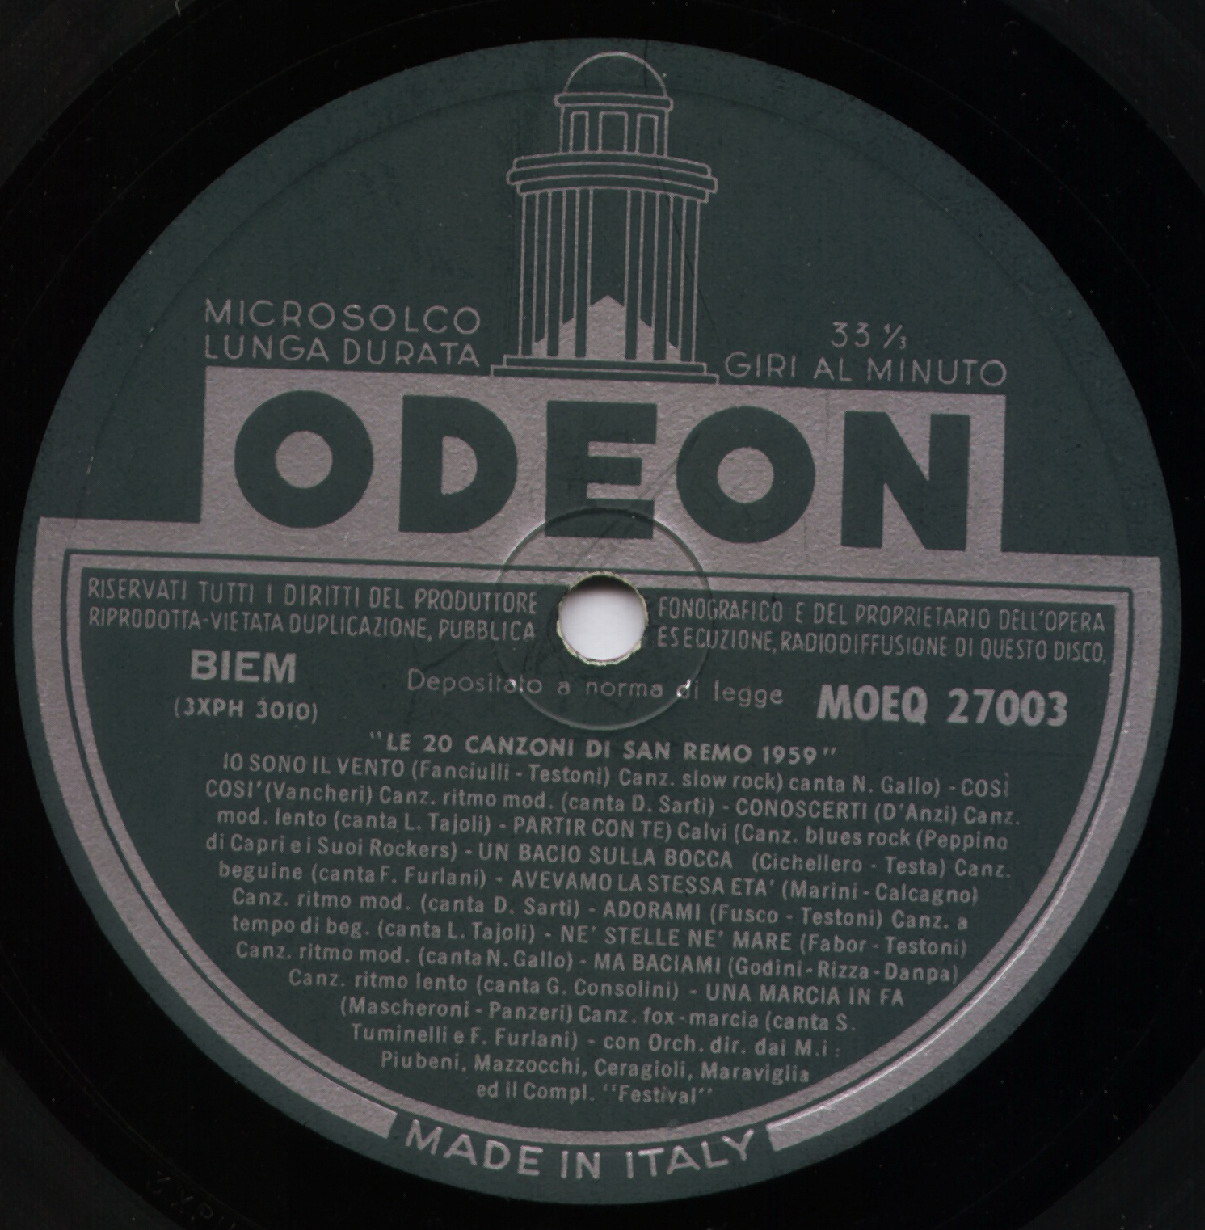 MICROSOLCO
LUNGA DURATA
33 ⅓
GIRI AL MINUTO
ODEON
RISERVATI TUTTI I DIRITTI DEL PRODUTTORE FONOGRAFICO E DEL PROPRIETARIO DELL'OPERA
RIPRODOTTA-VIETATA DUPLICAZIONE, PUBBLICA ESECUZIONE, RADIODIFFUSIONE DI QUESTO DISCO.
BIEM
(3XPH 3010)
Depositato a norma di legge
MOEQ 27003
"LE 20 CANZONI DI SAN REMO 1959"
IO SONO IL VENTO (Fanciulli - Testoni) Canz. slow rock) canta N. Gallo) - COSÌ
COSI' (Vancheri) Canz. ritmo mod. (canta D. Sarti) - CONOSCERTI (D'Anzi) Canz.
mod. lento (canta L. Tajoli) - PARTIR CON TE) Calvi (Canz. blues rock (Peppino
di Capri e i Suoi Rockers) - UN BACIO SULLA BOCCA (Cichellero - Testa) Canz.
beguine (canta F. Furlani) - AVEVAMO LA STESSA ETA' (Marini - Calcagno)
Canz. ritmo mod. (canta D. Sarti) - ADORAMI (Fusco - Testoni) Canz. a
tempo di beg. (canta L. Tajoli) - NE' STELLE NE' MARE (Fabor - Testoni)
Canz. ritmo mod. (canta N. Gallo) - MA BACIAMI (Godini - Rizza - Danpa)
Canz. ritmo lento (canta G. Consolini) - UNA MARCIA IN FA
(Mascheroni - Panzeri) Canz. fox-marcia (canta S.
Tuminelli e F. Furlani) - con Orch. dir. dai M.i :
Piubeni, Mazzocchi, Ceragioli, Maraviglia
ed il Compl. "Festival"
MADE IN ITALY